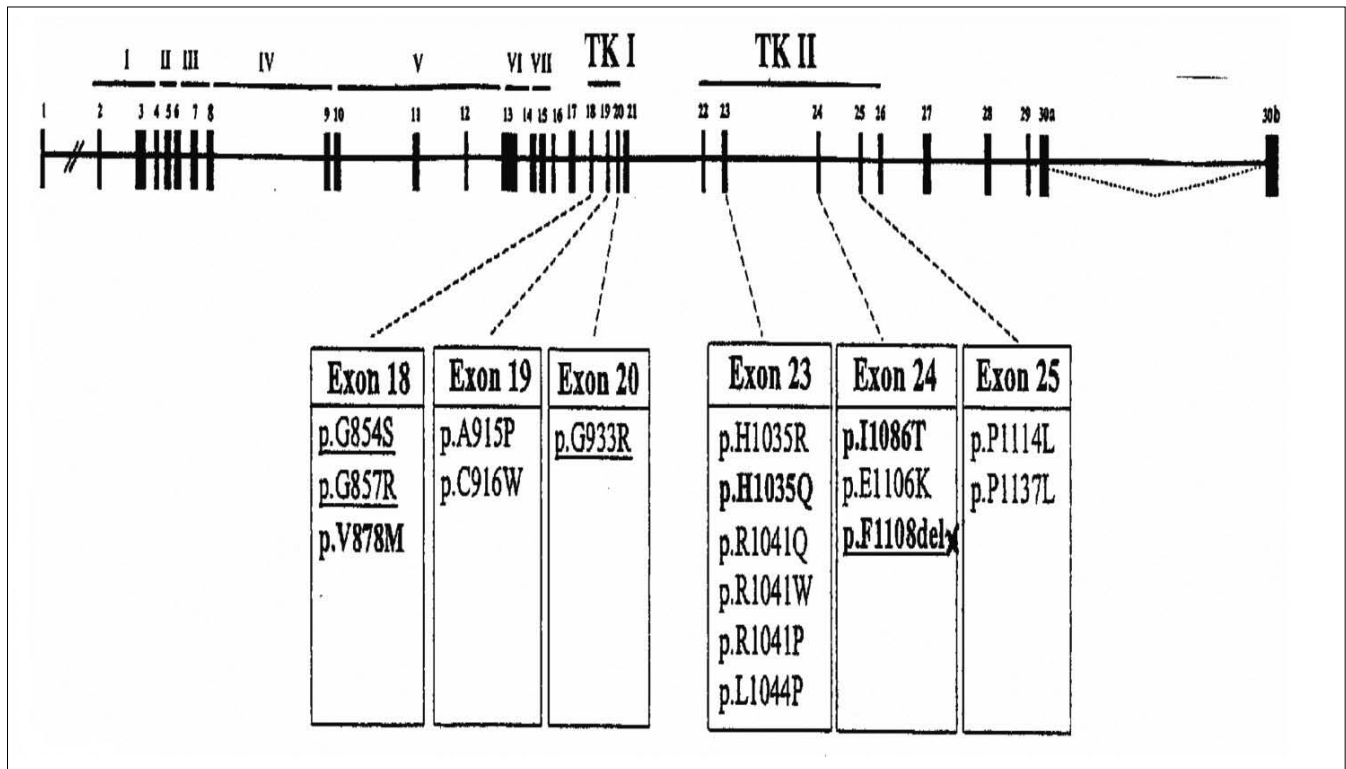 TK I TK II
I II III IV V VI VII
1 2 3 4 5 6 7 8 9 10 11 12 13 14 15 16 17 18 19 20 21 22 23 24 25 26 27 28 29 30a 30b
Exon 18
p.G854S
p.G857R
p.V878M
Exon 19
p.A915P
p.C916W
Exon 20
p.G933R
Exon 23
p.H1035R
p.H1035Q
p.R1041Q
p.R1041W
p.R1041P
p.L1044P
Exon 24
p.I1086T
p.E1106K
p.F1108delx
Exon 25
p.P1114L
p.P1137L